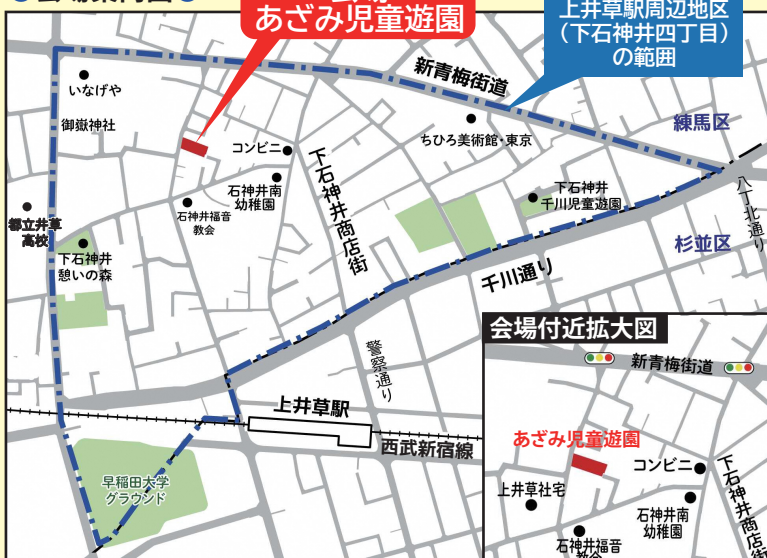 あざみ児童遊園
上井草駅周辺地区
（下石神井四丁目）
の範囲
新青梅街道
いなげや
御嶽神社
コンビニ
石神井南
幼稚園
石神井福音
教会
下石神井商店街
ちひろ美術館・東京
練馬区
下石神井
千川児童遊園
八丁北通り
杉並区
都立井草
高校
下石神井
憩いの森
千川通り
警察通り
上井草駅
西武新宿線
早稲田大学
グラウンド
会場付近拡大図
新青梅街道
あざみ児童遊園
コンビニ
上井草社宅
石神井南
幼稚園
石神井福音
教会
下石神井商店街